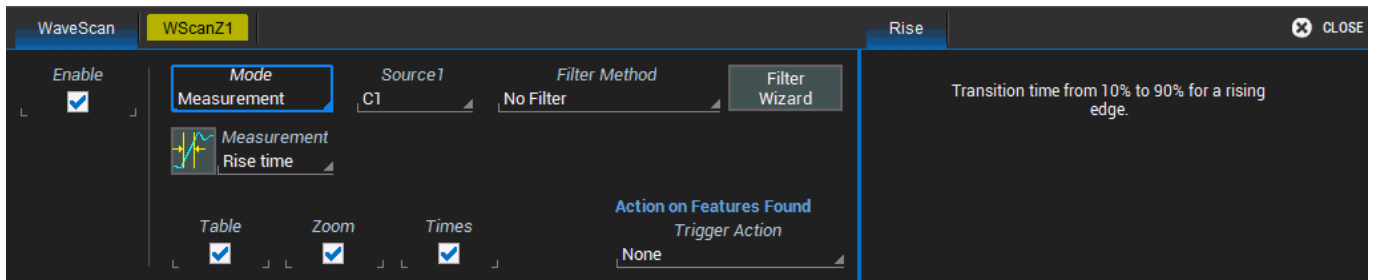 WaveScan WScanZ1 Rise CLOSE
Enable Mode Source1 Filter Method Filter
Measurement C1 No Filter Wizard
Transition time from 10% to 90% for a rising
edge.
Measurement
Rise time
Action on Features Found
Table Zoom Times Trigger Action
None